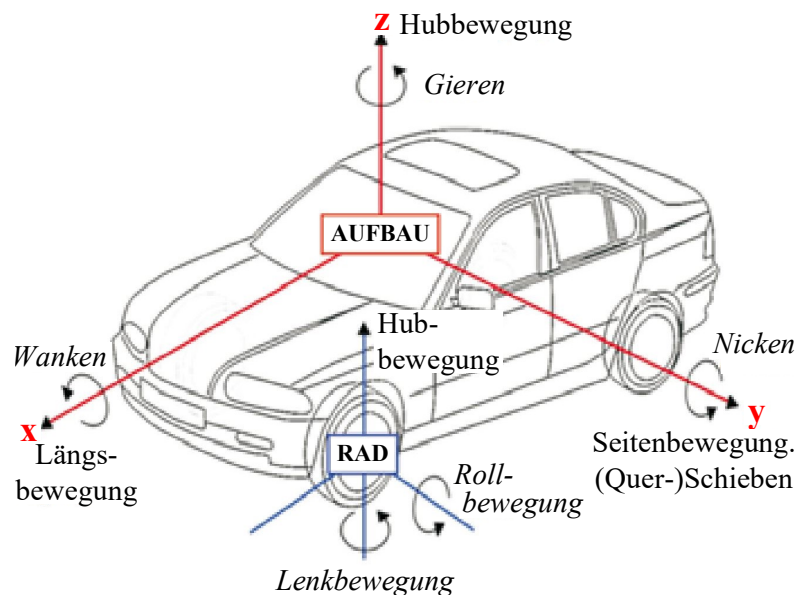 z Hubbewegung
Gieren
AUFBAU
Hub-
bewegung
Wanken
Nicken
x
Längs-
bewegung
y
Seitenbewegung.
(Quer-)Schieben
RAD
Roll-
bewegung
Lenkbewegung